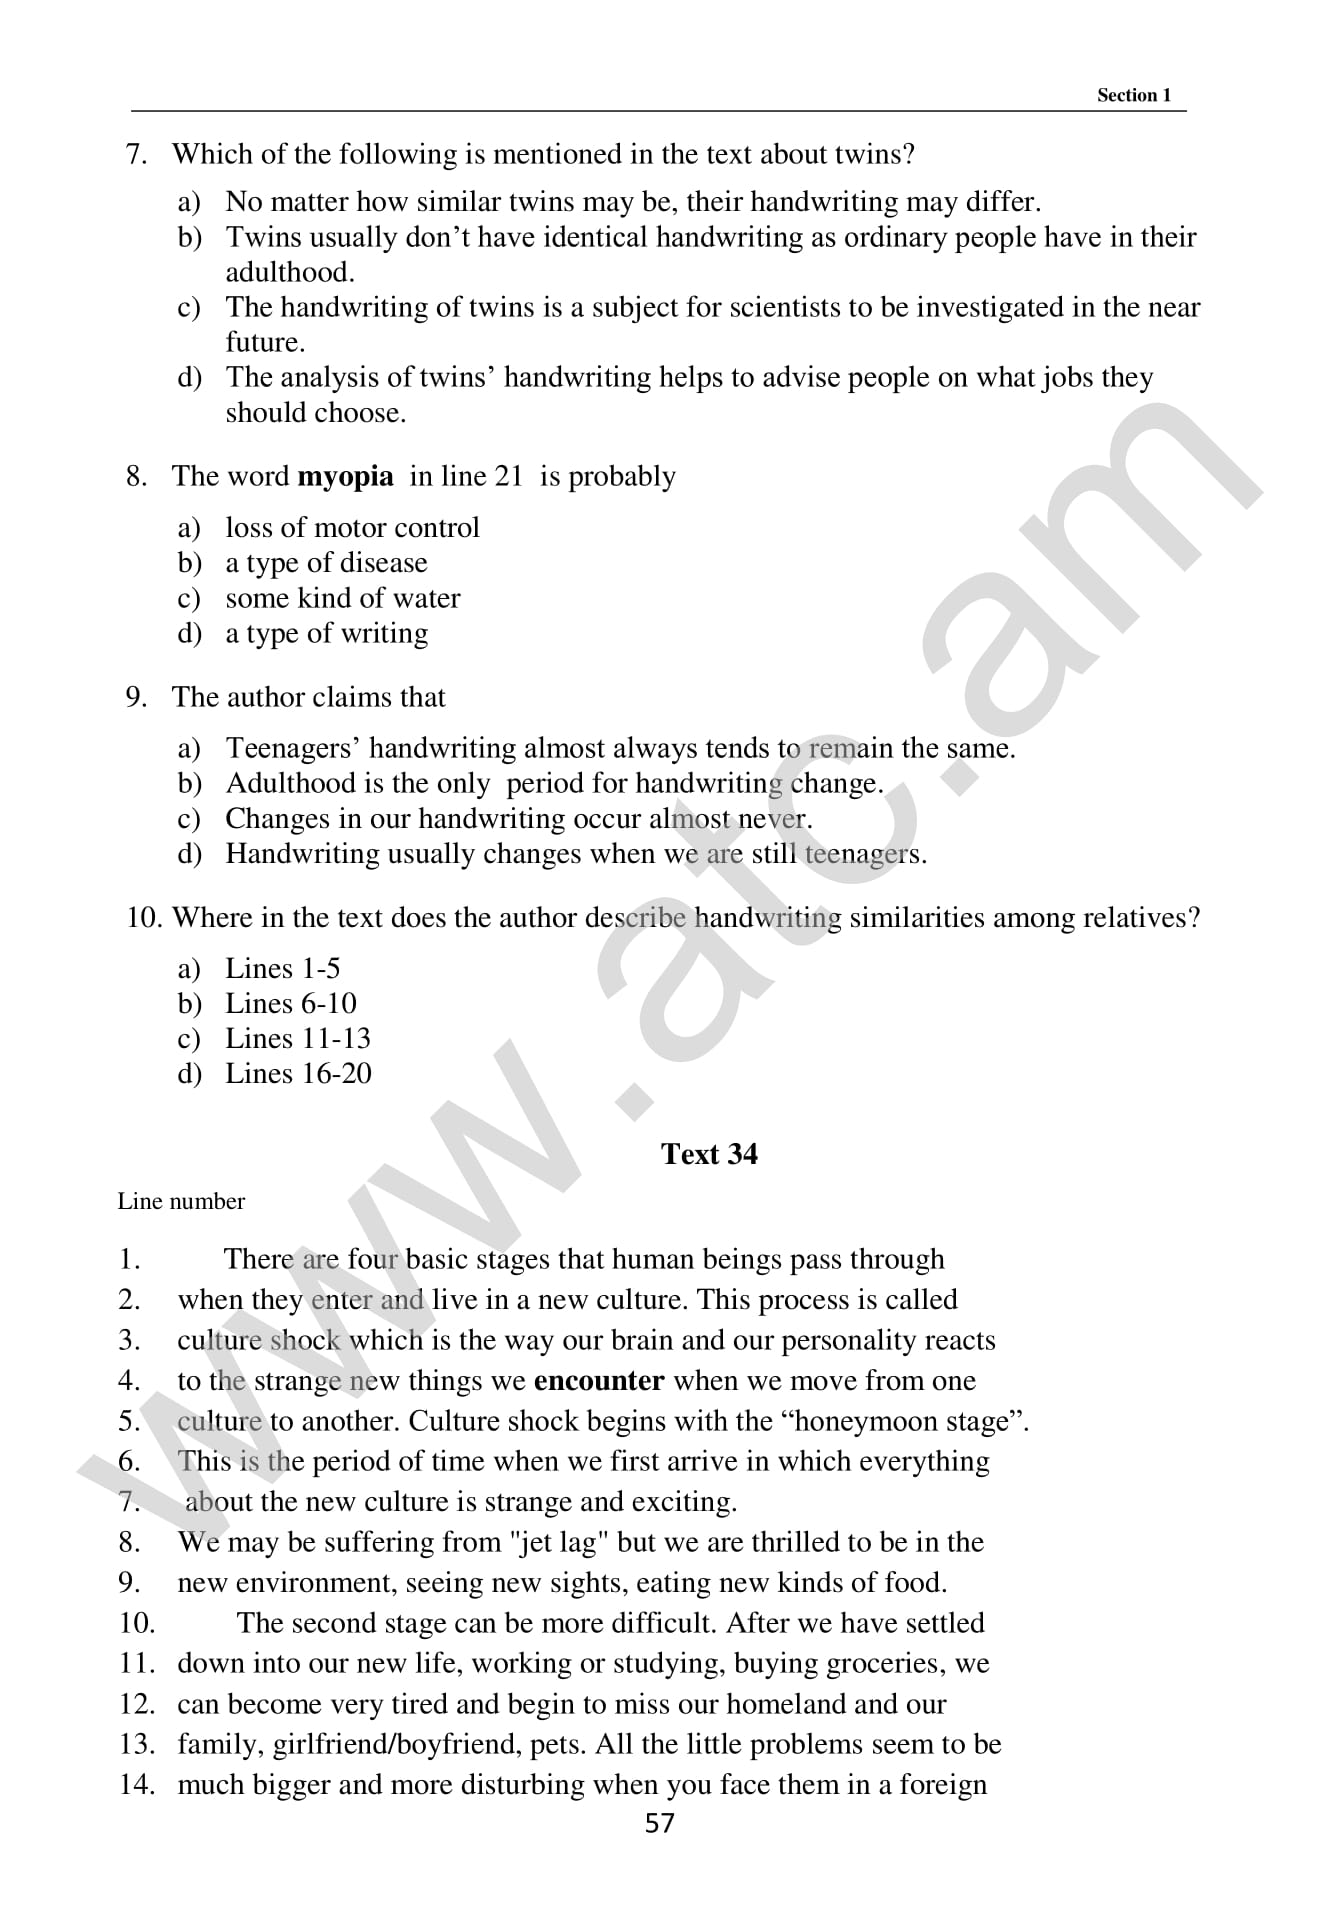 Section 1
7. Which of the following is mentioned in the text about twins?
a) No matter how similar twins may be, their handwriting may differ.
b) Twins usually don’t have identical handwriting as ordinary people have in their
adulthood.
c) The handwriting of twins is a subject for scientists to be investigated in the near
future.
d) The analysis of twins’ handwriting helps to advise people on what jobs they
should choose.
8. The word myopia in line 21 is probably
a) loss of motor control
b) a type of disease
c) some kind of water
d) a type of writing
9. The author claims that
a) Teenagers’ handwriting almost always tends to remain the same.
b) Adulthood is the only period for handwriting change.
c) Changes in our handwriting occur almost never.
d) Handwriting usually changes when we are still teenagers.
10. Where in the text does the author describe handwriting similarities among relatives?
a) Lines 1-5
b) Lines 6-10
c) Lines 11-13
d) Lines 16-20
Text 34
Line number
1. There are four basic stages that human beings pass through
2. when they enter and live in a new culture. This process is called
3. culture shock which is the way our brain and our personality reacts
4. to the strange new things we encounter when we move from one
5. culture to another. Culture shock begins with the “honeymoon stage”.
6. This is the period of time when we first arrive in which everything
7. about the new culture is strange and exciting.
8. We may be suffering from "jet lag" but we are thrilled to be in the
9. new environment, seeing new sights, eating new kinds of food.
10. The second stage can be more difficult. After we have settled
11. down into our new life, working or studying, buying groceries, we
12. can become very tired and begin to miss our homeland and our
13. family, girlfriend/boyfriend, pets. All the little problems seem to be
14. much bigger and more disturbing when you face them in a foreign
57
www.atc.am